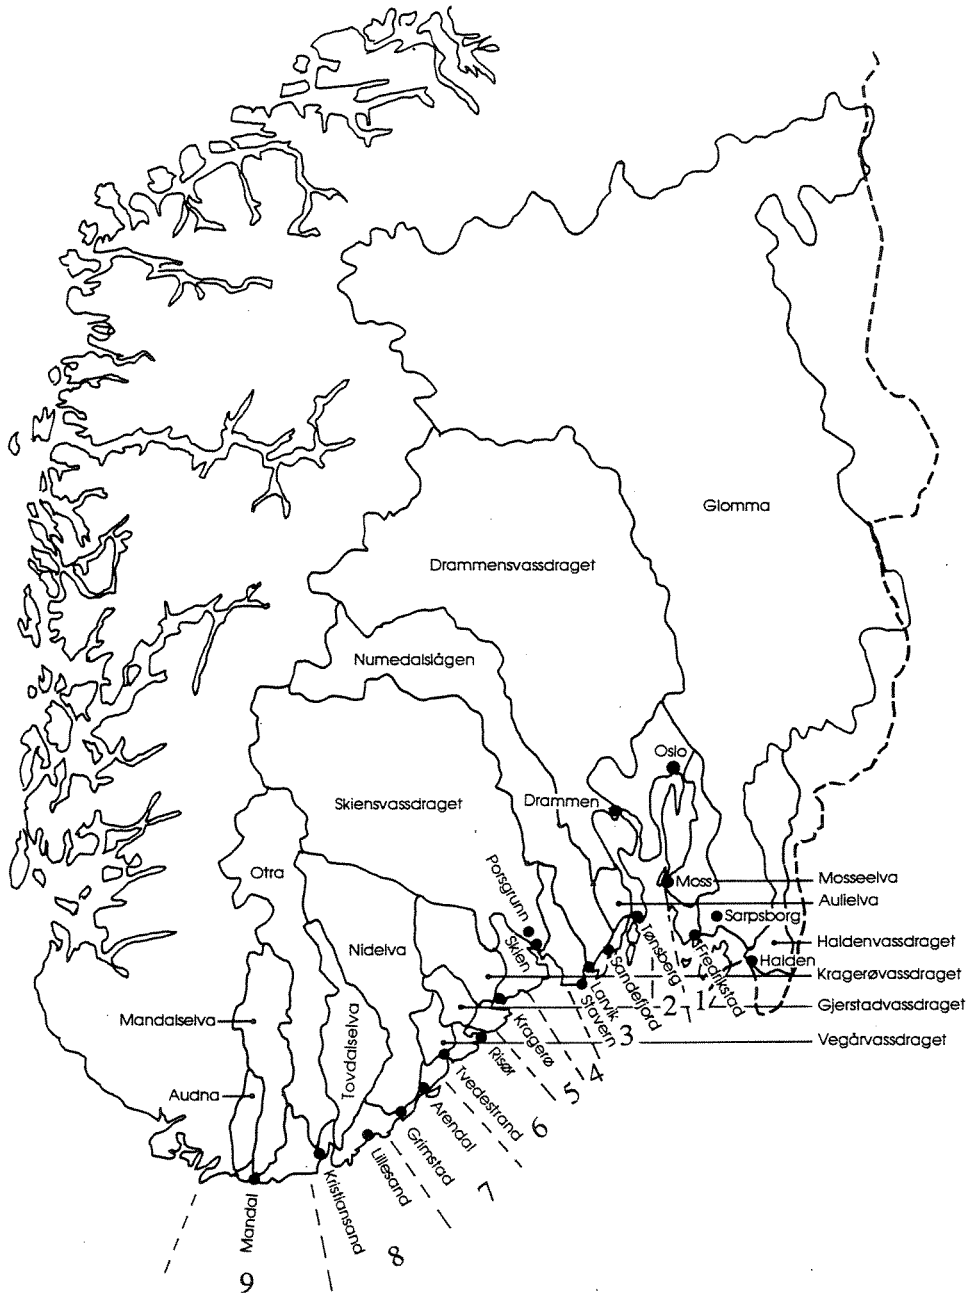 Glomma
Drammensvassdraget
Numedalslågen
Oslo
Skiensvassdraget
Drammen
Otra
Porsgrunn
Moss
Mosseelva
Aulielva
Sarpsborg
Nidelva
Skien
Tønsberg
Fredrikstad
Haldenvassdraget
Halden
Sandefjord
Kragerøvassdraget
Larvik
Stavern
Gjerstadvassdraget
Mandalselva
Tovdalselva
Kragerø
Risør
Vegårvassdraget
Audna
Tvedestrand
Arendal
Grimstad
Lillesand
Kristiansand
Mandal
1
2
3
4
5
6
7
8
9